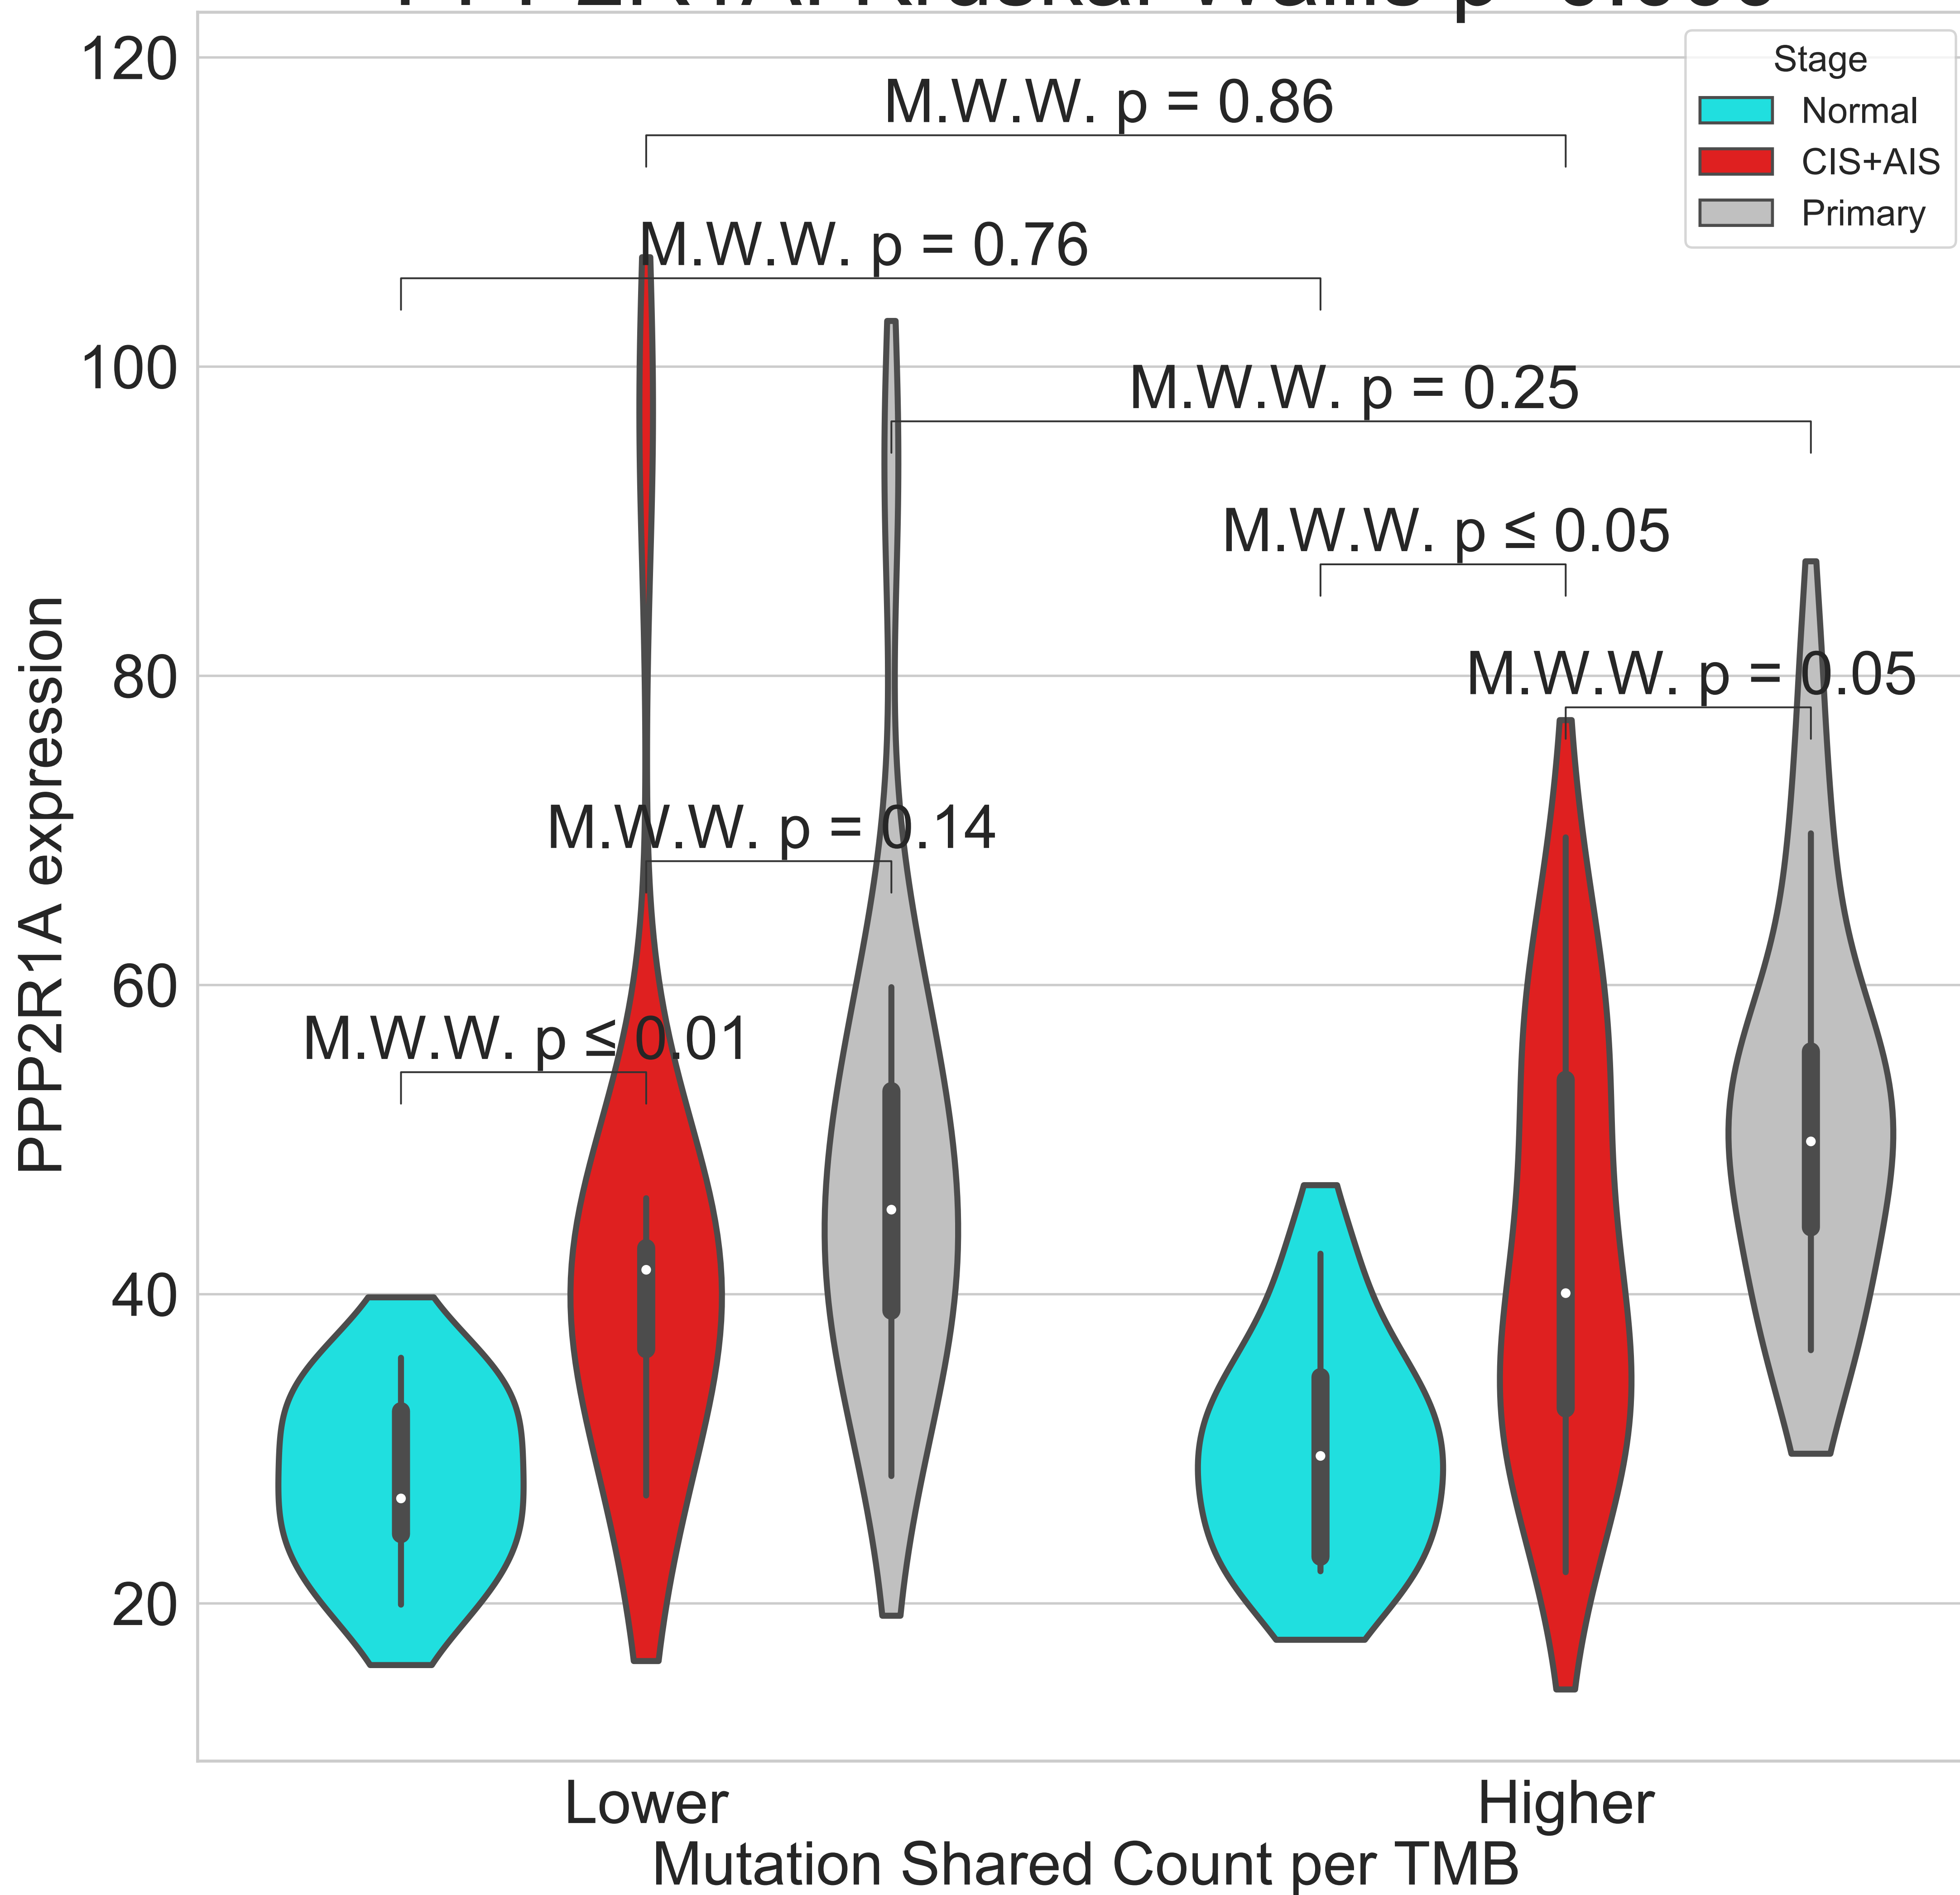 120
100
80
60
40
20
PPP2R1A expression
Stage
Normal
CIS+AIS
Primary
M.W.W. p = 0.86
M.W.W. p = 0.76
M.W.W. p = 0.25
M.W.W. p ≤ 0.05
M.W.W. p = 0.05
M.W.W. p = 0.14
M.W.W. p ≤ 0.01
Lower
Higher
Mutation Shared Count per TMB